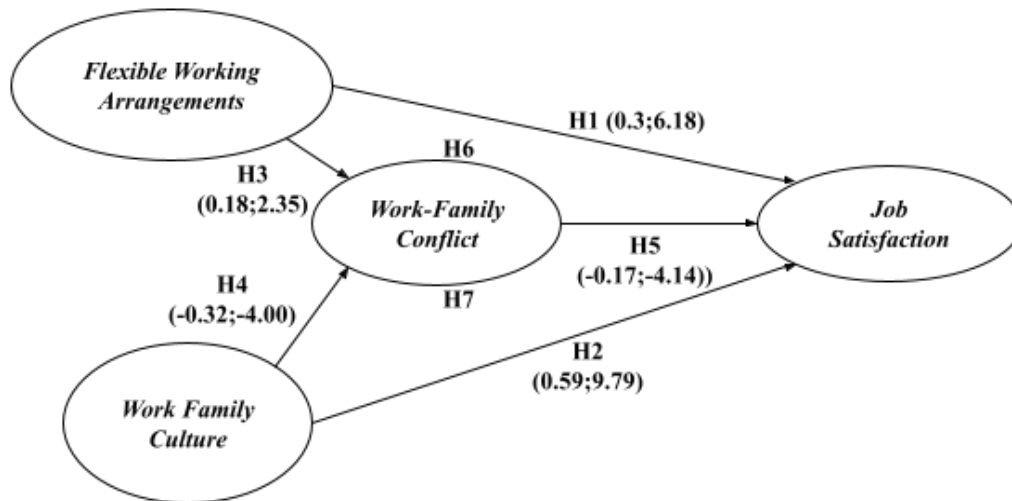 Flexible Working
Arrangements
H1 (0.3;6.18)
H6
H3
(0.18;2.35)
Work-Family
Conflict
Job
Satisfaction
H5
(-0.17;-4.14))
H4
(-0.32;-4.00)
H7
H2
(0.59;9.79)
Work Family
Culture